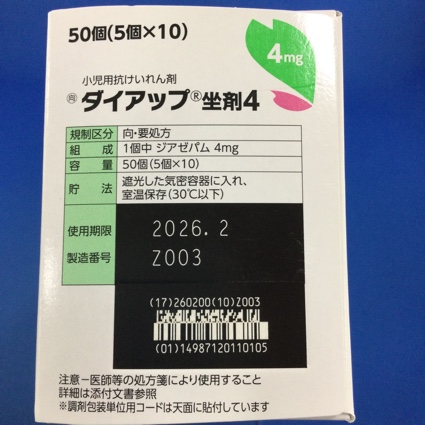 50個(5個×10)
4mg
小児用抗けいれん剤
向 ダイアップ®坐剤4
規制区分 向・要処方
組成 1個中 ジアゼパム 4mg
容量 50個(5個×10)
貯法 遮光した気密容器に入れ、
室温保存(30℃以下)
使用期限 2026.2
製造番号 Z003
(17)260200(10)Z003
(01)14987120110105
注意－医師等の処方箋により使用すること
詳細は添付文書参照
※調剤包装単位用コードは天面に貼付しています